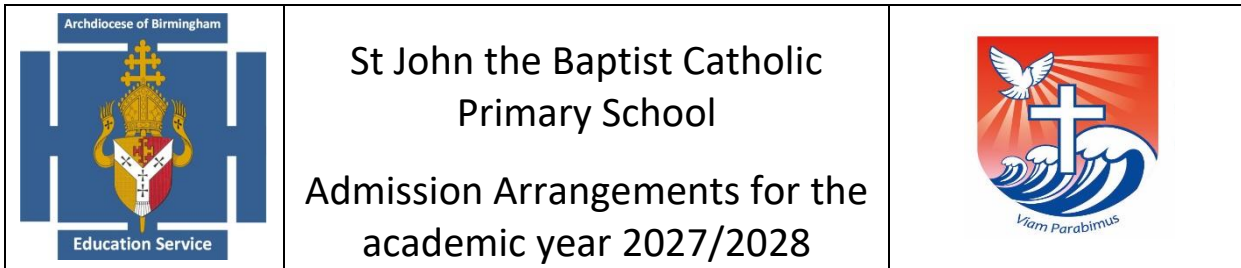 Archdiocese of Birmingham
Education Service
St John the Baptist Catholic
Primary School
Admission Arrangements for the
academic year 2027/2028
Viam Parabimus